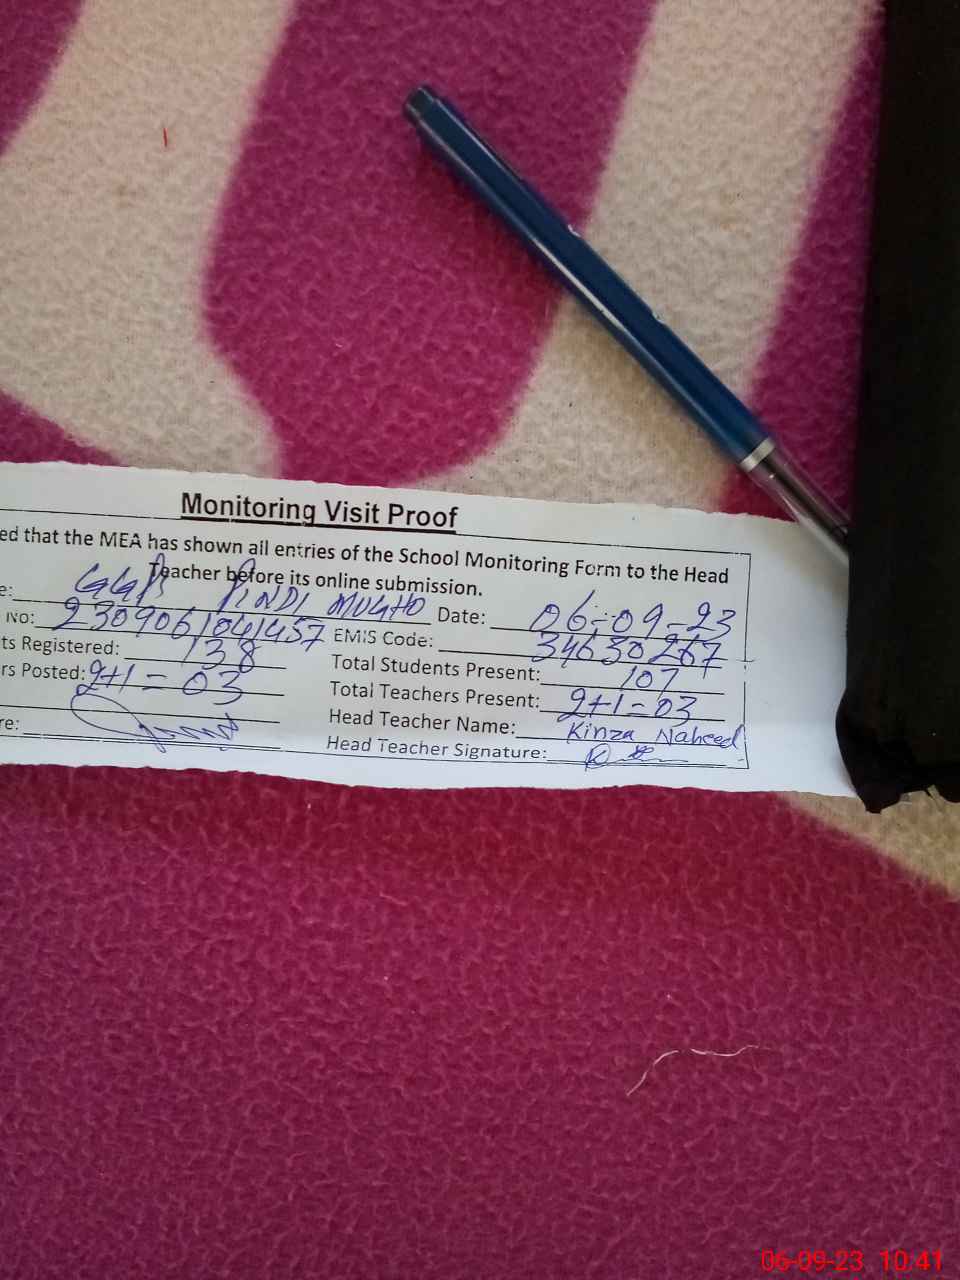 Monitoring Visit Proof
ed that the MEA has shown all entries of the School Monitoring Form to the Head
Teacher before its online submission.
e: GGPS PINDI MUGHO Date: 06-09-23
No: 2309061041457 EMIS Code: 34630267
ts Registered: 138 Total Students Present: 107
rs Posted: 2+1=03 Total Teachers Present: 2+1=03
Head Teacher Name: Kinza Naheed
re: Head Teacher Signature:
06-09-23 10:41